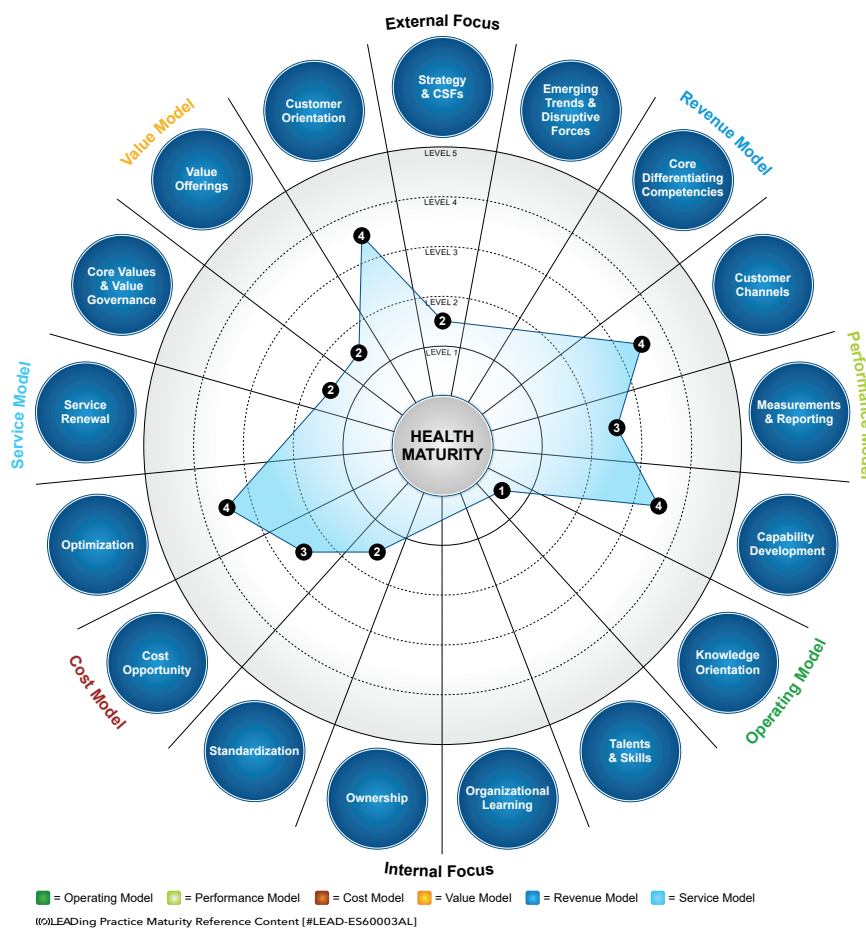 External Focus
Strategy
& CSFs
Emerging
Trends &
Disruptive
Forces
Revenue Model
Core
Differentiating
Competencies
Customer
Channels
Performance Model
Measurements
& Reporting
Capability
Development
Operating Model
Knowledge
Orientation
Talents
& Skills
Organizational
Learning
Internal Focus
Ownership
Standardization
Cost Model
Cost
Opportunity
Optimization
Service Model
Service
Renewal
Core Values
& Value
Governance
Value Model
Value
Offerings
Customer
Orientation
LEVEL 5
LEVEL 4
LEVEL 3
LEVEL 2
LEVEL 1
HEALTH
MATURITY
4
2
4
3
4
1
2
3
4
2
2
= Operating Model
= Performance Model
= Cost Model
= Value Model
= Revenue Model
= Service Model
LEADing Practice Maturity Reference Content [#LEAD-ES60003AL]